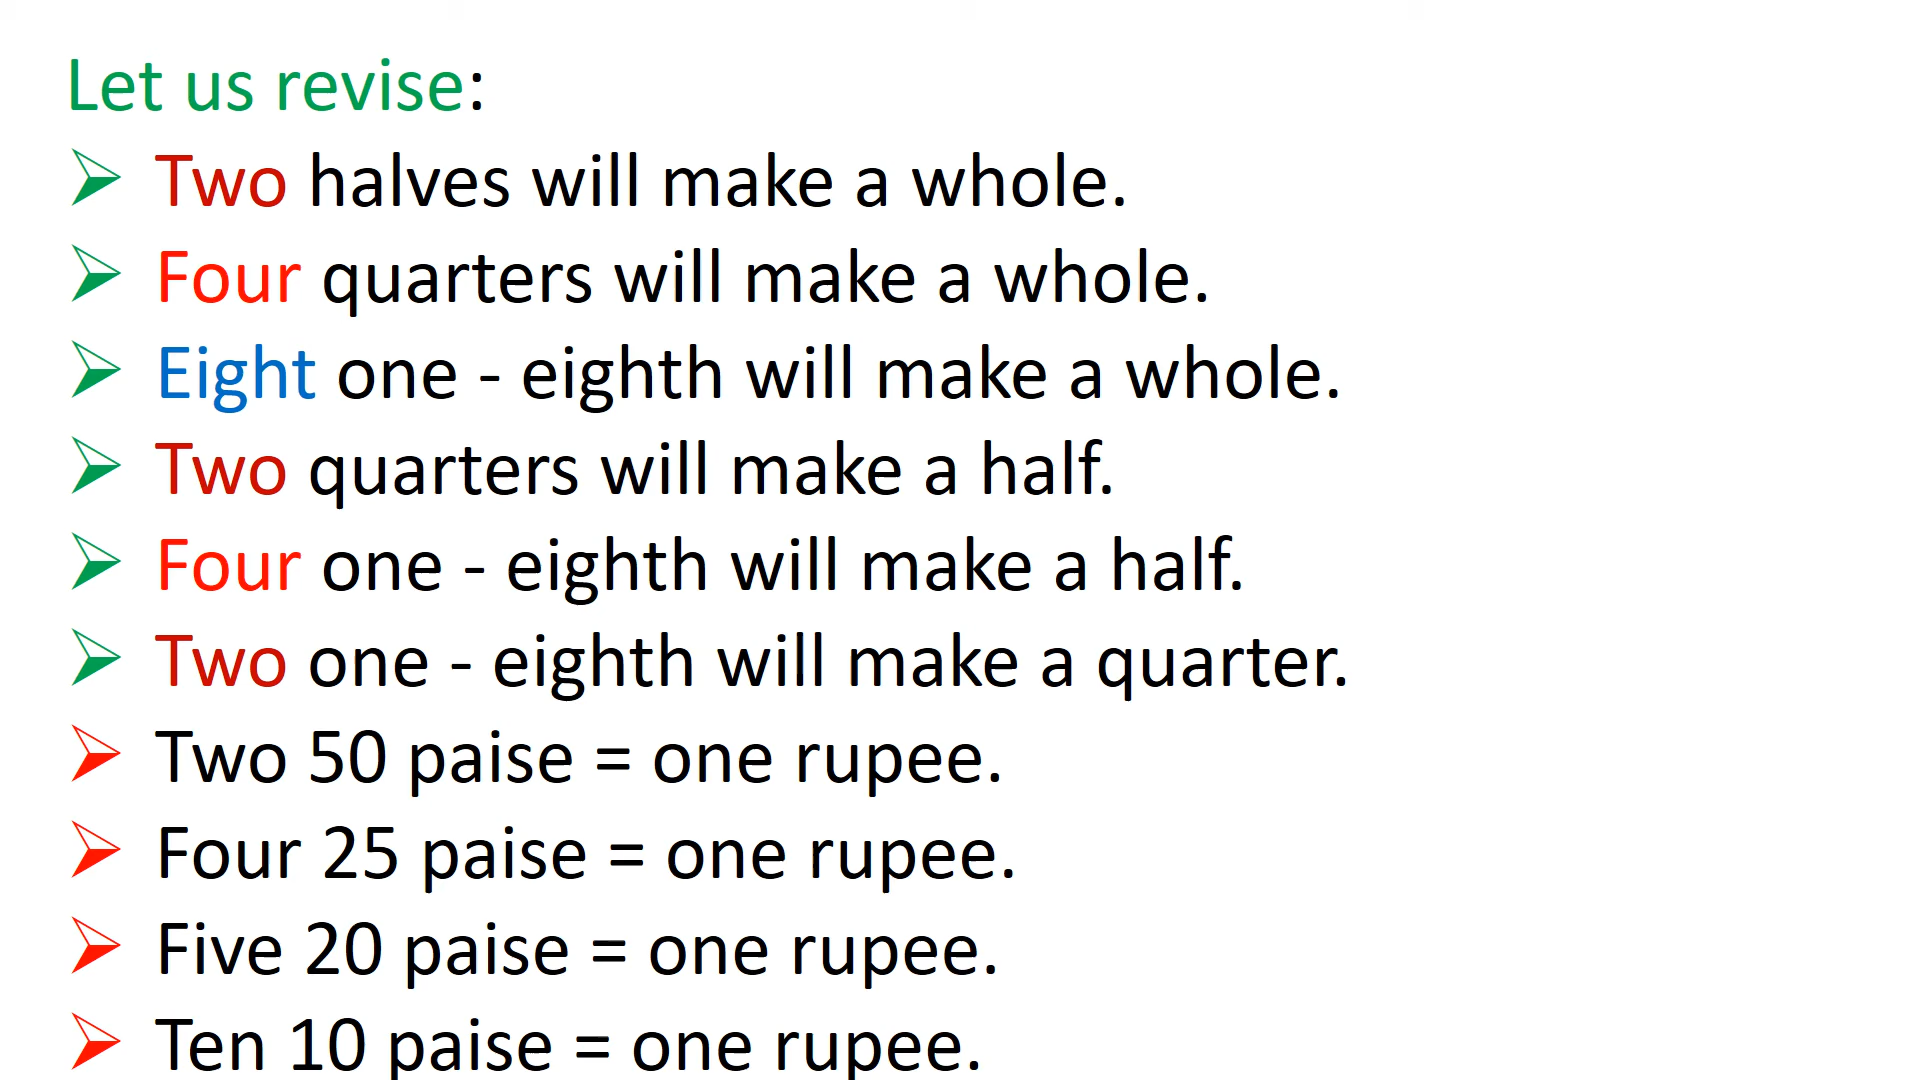 Let us revise:
Two halves will make a whole.
Four quarters will make a whole.
Eight one - eighth will make a whole.
Two quarters will make a half.
Four one - eighth will make a half.
Two one - eighth will make a quarter.
Two 50 paise = one rupee.
Four 25 paise = one rupee.
Five 20 paise = one rupee.
Ten 10 paise = one rupee.